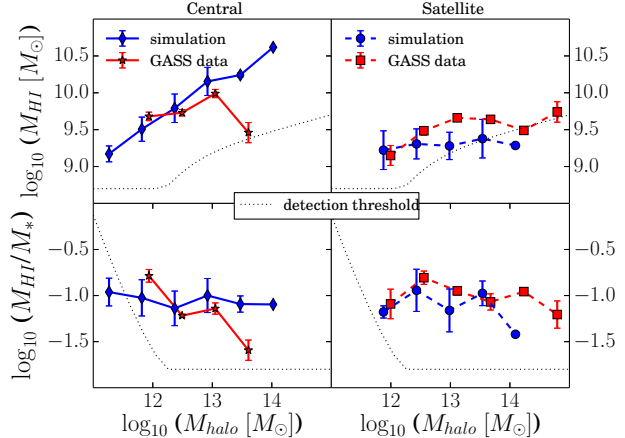 Central Satellite
simulation simulation
GASS data GASS data
log10 (MHI [M⊙])
10.5 10.5
10.0 10.0
9.5 9.5
9.0 9.0
detection threshold
log10 (MHI/M*)
−0.5 −0.5
−1.0 −1.0
−1.5 −1.5
12 13 14 12 13 14
log10 (Mhalo [M⊙]) log10 (Mhalo [M⊙])